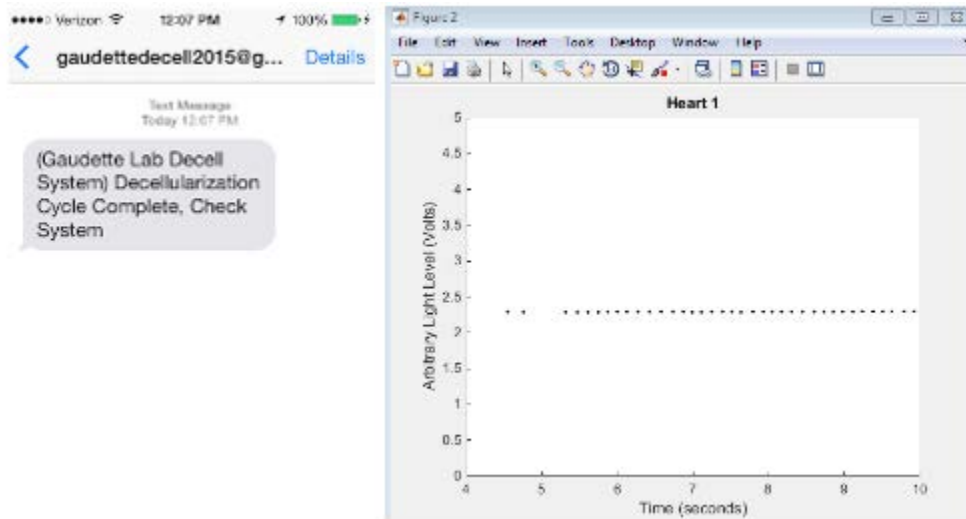 Verizon 12:07 PM 100%
gaudettedecell2015@g... Details
Text Message
Today 12:07 PM
(Gaudette Lab Decell
System) Decellularization
Cycle Complete, Check
System
Figure 2
File Edit View Insert Tools Desktop Window Help
Heart 1
5
4.5
4
3.5
3
2.5
2
1.5
1
0.5
0
Arbitrary Light Level (Volts)
4 5 6 7 8 9 10
Time (seconds)